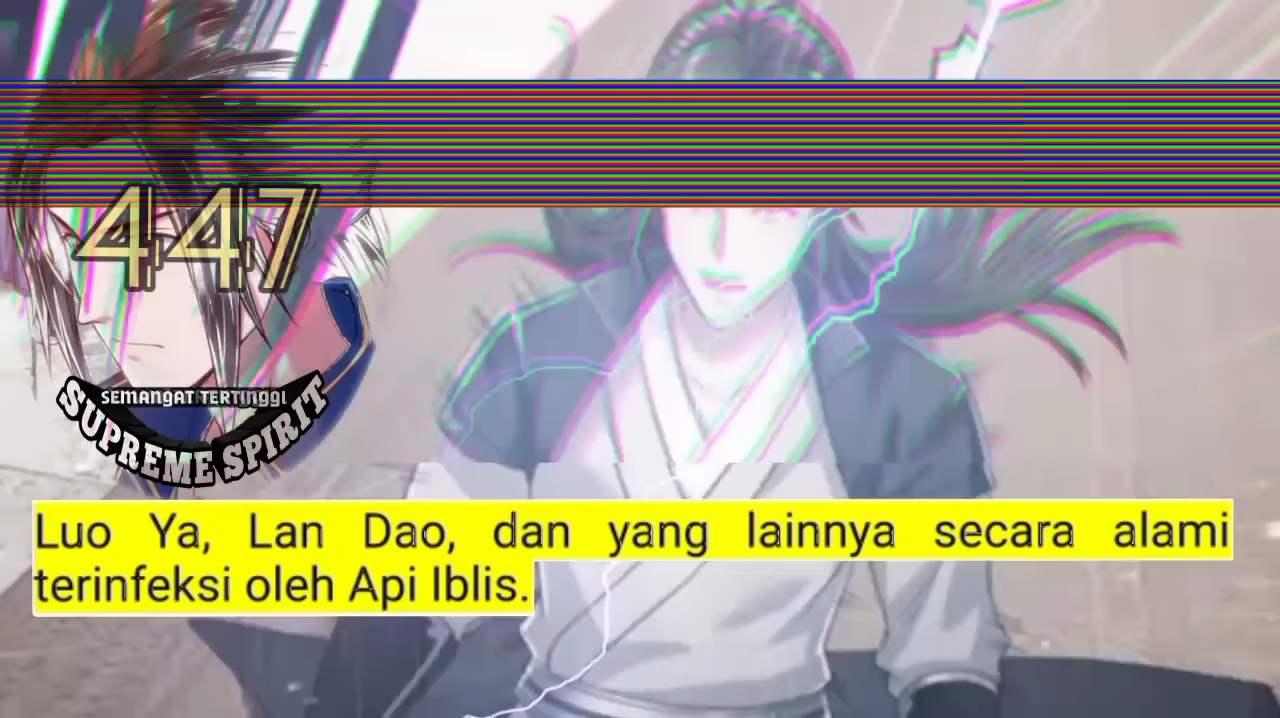 447
SEMANGAT TERTINGGI
SUPREME SPIRIT
Luo Ya, Lan Dao, dan yang lainnya secara alami
terinfeksi oleh Api Iblis.